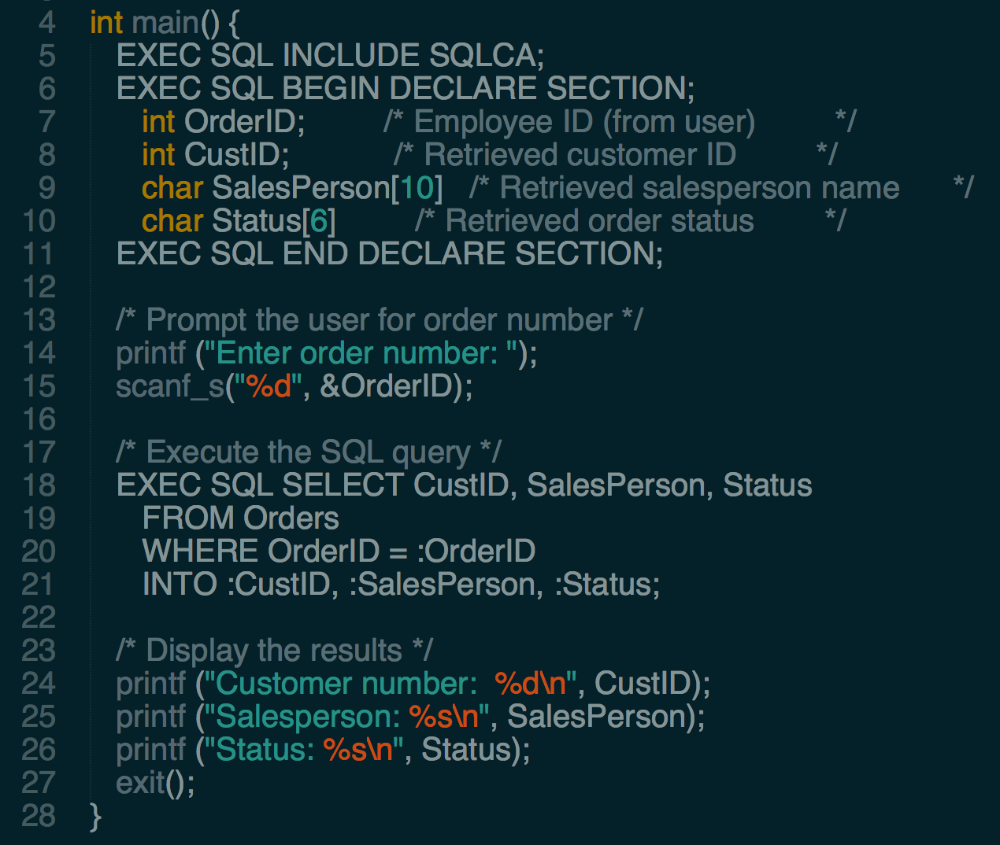 4 int main() {
5 EXEC SQL INCLUDE SQLCA;
6 EXEC SQL BEGIN DECLARE SECTION;
7 int OrderID; /* Employee ID (from user) */
8 int CustID; /* Retrieved customer ID */
9 char SalesPerson[10] /* Retrieved salesperson name */
10 char Status[6] /* Retrieved order status */
11 EXEC SQL END DECLARE SECTION;
12
13 /* Prompt the user for order number */
14 printf ("Enter order number: ");
15 scanf_s("%d", &OrderID);
16
17 /* Execute the SQL query */
18 EXEC SQL SELECT CustID, SalesPerson, Status
19 FROM Orders
20 WHERE OrderID = :OrderID
21 INTO :CustID, :SalesPerson, :Status;
22
23 /* Display the results */
24 printf ("Customer number:  %d\n", CustID);
25 printf ("Salesperson: %s\n", SalesPerson);
26 printf ("Status: %s\n", Status);
27 exit();
28 }